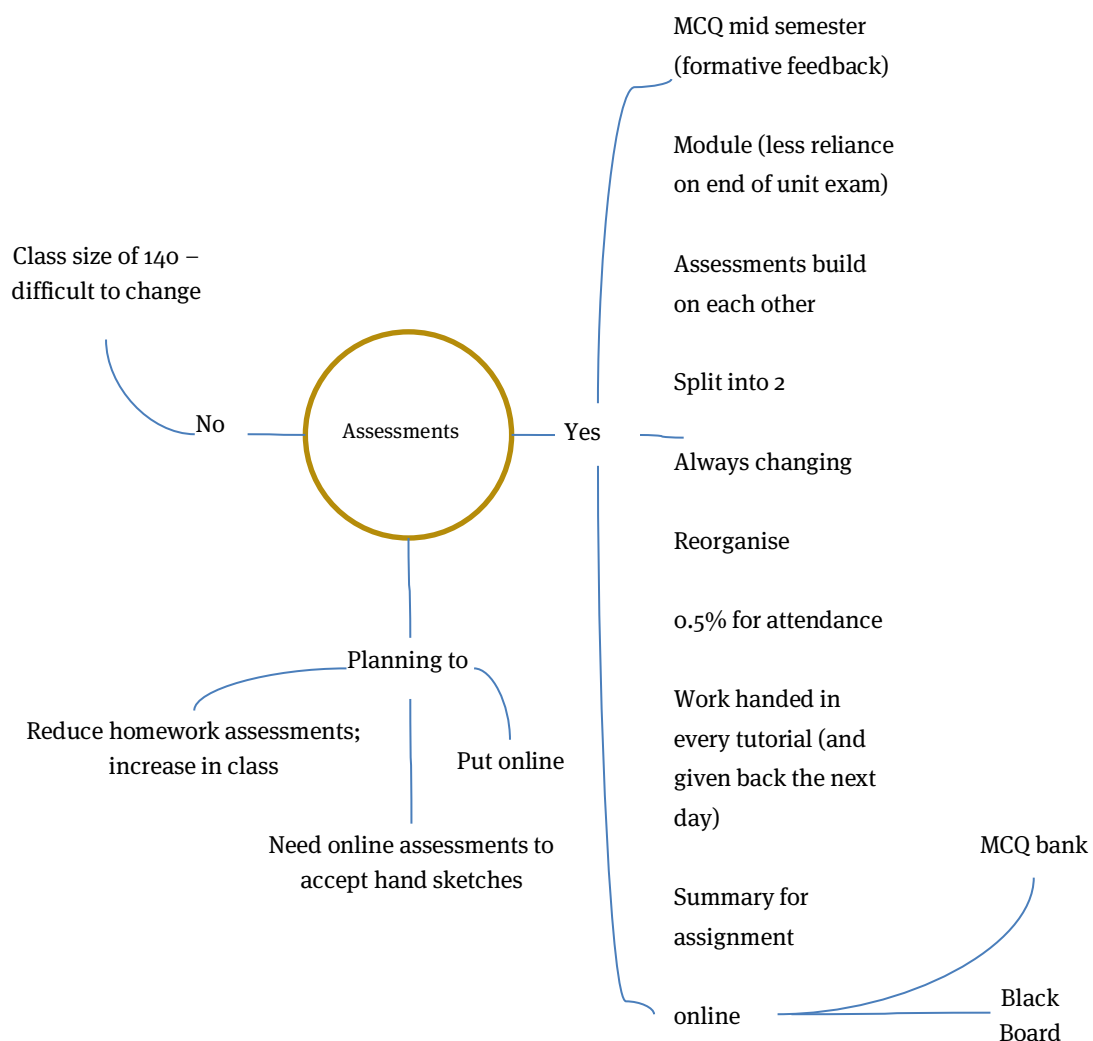 MCQ mid semester
(formative feedback)
Module (less reliance
on end of unit exam)
Assessments build
on each other
Split into 2
Always changing
Reorganise
0.5% for attendance
Work handed in
every tutorial (and
given back the next
day)
Summary for
assignment
online
MCQ bank
Black
Board
Yes
Assessments
No
Class size of 140 –
difficult to change
Planning to
Reduce homework assessments;
increase in class
Put online
Need online assessments to
accept hand sketches